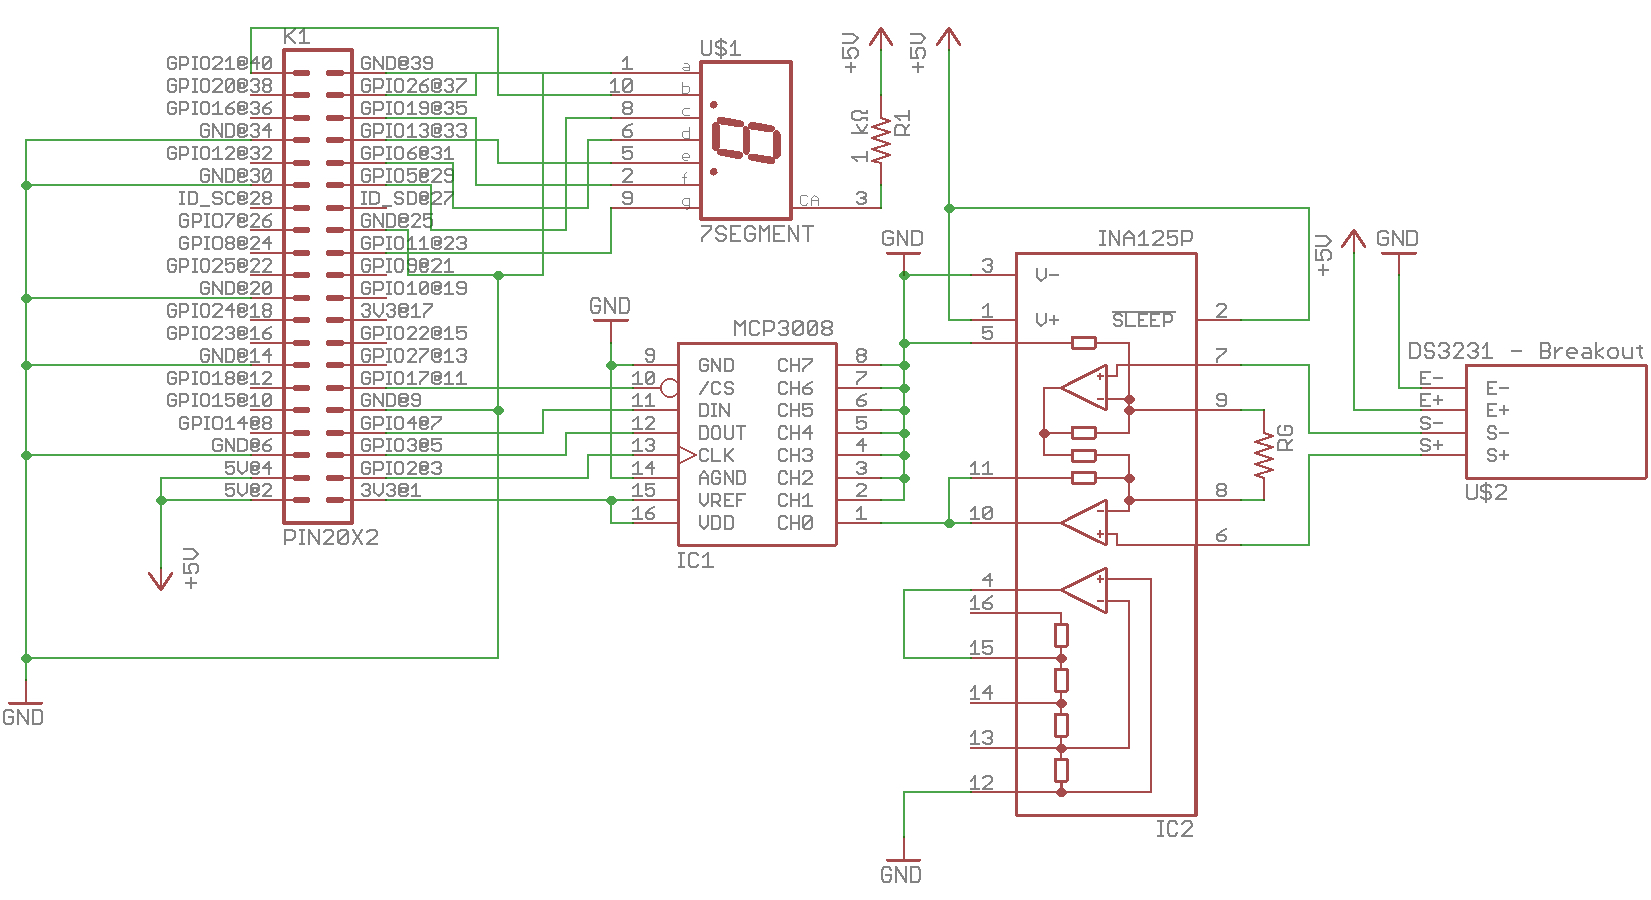 K1
GPIO21@40 GND@39
GPIO20@38 GPIO26@37
GPIO16@36 GPIO19@35
GND@34 GPIO13@33
GPIO12@32 GPIO6@31
GND@30 GPIO5@29
ID_SC@28 ID_SD@27
GPIO7@26 GND@25
GPIO8@24 GPIO11@23
GPIO25@22 GPIO9@21
GND@20 GPIO10@19
GPIO24@18 3V3@17
GPIO23@16 GPIO22@15
GND@14 GPIO27@13
GPIO18@12 GPIO17@11
GPIO15@10 GND@9
GPIO14@8 GPIO4@7
GND@6 GPIO3@5
5V@4 GPIO2@3
5V@2 3V3@1
PIN20X2
+5V
GND
U$1
1 a
10 b
8 c
6 d
5 e
2 f
9 g
CA 3
7SEGMENT
+5V
1 kΩ
R1
+5V
GND
MCP3008
9 GND CH7 8
10 /CS CH6 7
11 DIN CH5 6
12 DOUT CH4 5
13 CLK CH3 4
14 AGND CH2 3
15 VREF CH1 2
16 VDD CH0 1
IC1
GND
INA125P
3 V-
1 V+ SLEEP 2
5
7
+
-
9
11
8
10
-
+
6
4
+
-
16
15
14
13
12
IC2
GND
RG
+5V
GND
DS3231 - Breakout
E- E-
E+ E+
S- S-
S+ S+
U$2